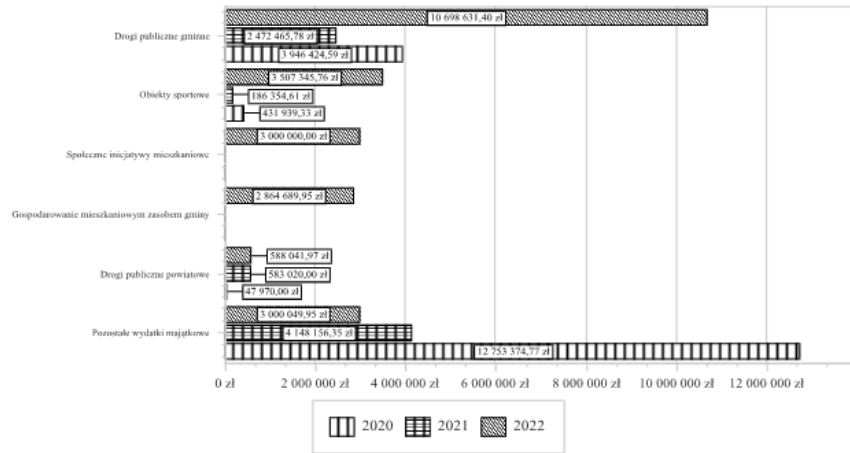 10 698 631,40 zł
Drogi publiczne gminne
2 472 465,78 zł
3 946 424,59 zł
3 507 345,76 zł
Obiekty sportowe
186 354,61 zł
431 939,33 zł
3 000 000,00 zł
Społeczne inicjatywy mieszkaniowe
2 864 689,95 zł
Gospodarowanie mieszkaniowym zasobem gminy
588 041,97 zł
Drogi publiczne powiatowe
583 020,00 zł
47 970,00 zł
3 000 049,95 zł
Pozostałe wydatki majątkowe
4 148 156,35 zł
12 753 374,77 zł
0 zł 2 000 000 zł 4 000 000 zł 6 000 000 zł 8 000 000 zł 10 000 000 zł 12 000 000 zł
2020 2021 2022